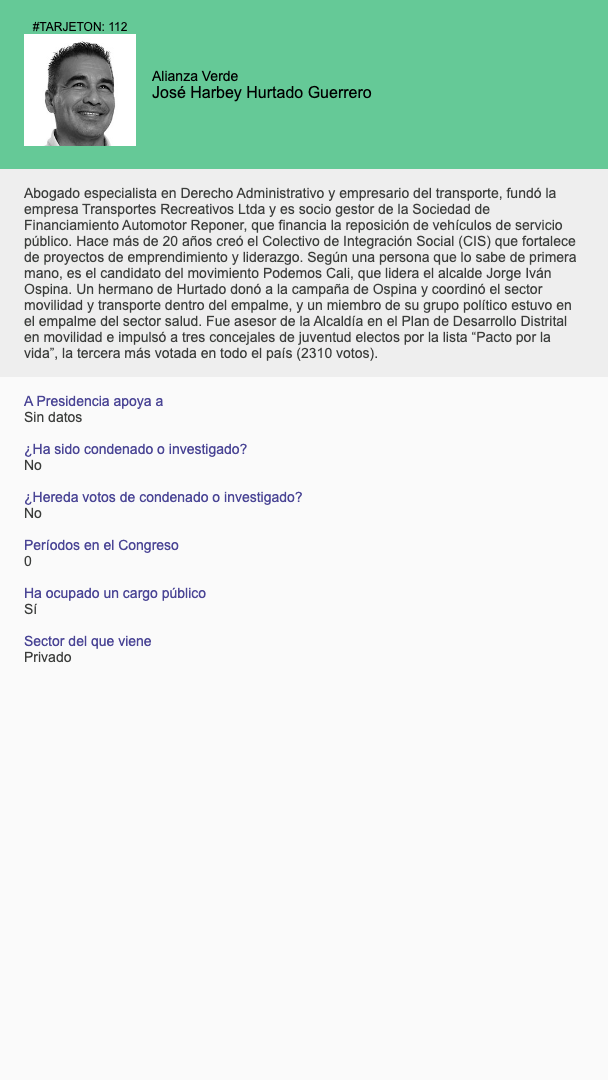 #TARJETON: 112
Alianza Verde
José Harbey Hurtado Guerrero
Abogado especialista en Derecho Administrativo y empresario del transporte, fundó la
empresa Transportes Recreativos Ltda y es socio gestor de la Sociedad de
Financiamiento Automotor Reponer, que financia la reposición de vehículos de servicio
público. Hace más de 20 años creó el Colectivo de Integración Social (CIS) que fortalece
de proyectos de emprendimiento y liderazgo. Según una persona que lo sabe de primera
mano, es el candidato del movimiento Podemos Cali, que lidera el alcalde Jorge Iván
Ospina. Un hermano de Hurtado donó a la campaña de Ospina y coordinó el sector
movilidad y transporte dentro del empalme, y un miembro de su grupo político estuvo en
el empalme del sector salud. Fue asesor de la Alcaldía en el Plan de Desarrollo Distrital
en movilidad e impulsó a tres concejales de juventud electos por la lista “Pacto por la
vida”, la tercera más votada en todo el país (2310 votos).
A Presidencia apoya a
Sin datos
¿Ha sido condenado o investigado?
No
¿Hereda votos de condenado o investigado?
No
Períodos en el Congreso
0
Ha ocupado un cargo público
Sí
Sector del que viene
Privado